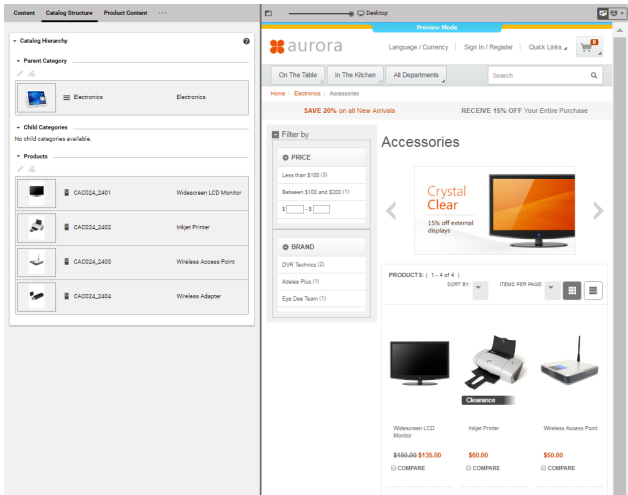 Content Catalog Structure Product Content ···
Catalog Hierarchy
Parent Category
Electronics Electronics
Child Categories
No child categories available.
Products
CAC024_2401 Widescreen LCD Monitor
CAC024_2402 Inkjet Printer
CAC024_2403 Wireless Access Point
CAC024_2404 Wireless Adapter
Desktop
Preview Mode
aurora
Language / Currency Sign In / Register Quick Links 0
On The Table In The Kitchen All Departments Search
Home Electronics Accessories
SAVE 20% on all New Arrivals RECEIVE 15% OFF Your Entire Purchase
Filter by
PRICE
Less than $100 (3)
Between $100 and $200 (1)
$ - $
BRAND
DVR Technics (2)
Adelee Plus (1)
Eye Dee Team (1)
Accessories
Crystal
Clear
15% off external
displays
PRODUCTS: ( 1 - 4 of 4 )
SORT BY: ITEMS PER PAGE:
Clearance
Widescreen LCD
Monitor
$150.00 $135.00
COMPARE
Inkjet Printer
$60.00
COMPARE
Wireless Access Point
$50.00
COMPARE